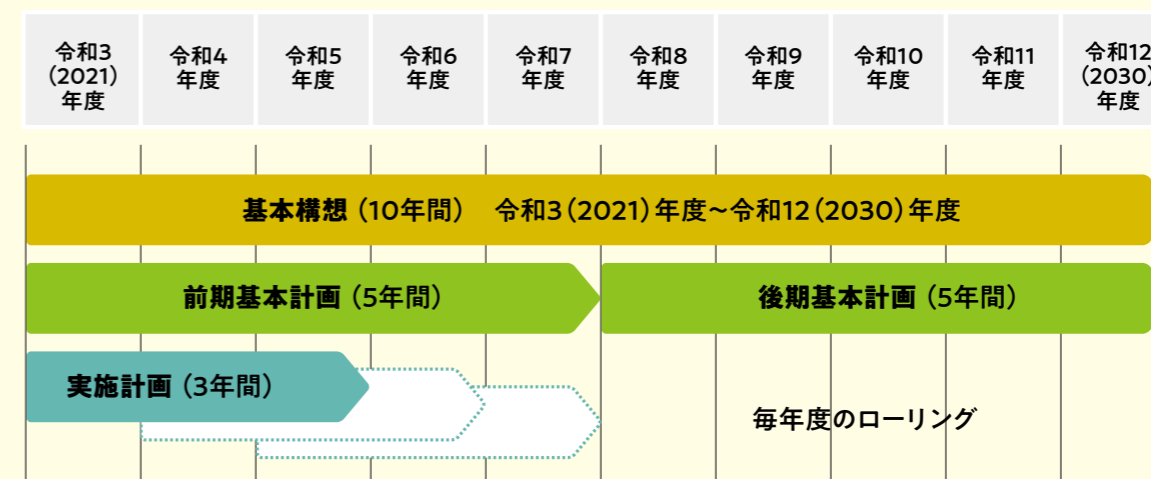 令和3
（2021）
年度
令和4
年度
令和5
年度
令和6
年度
令和7
年度
令和8
年度
令和9
年度
令和10
年度
令和11
年度
令和12
（2030）
年度
基本構想（10年間）　令和3（2021）年度～令和12（2030）年度
前期基本計画（5年間）
後期基本計画（5年間）
実施計画（3年間）
毎年度のローリング